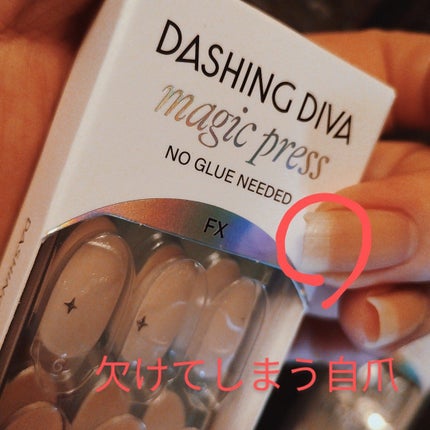 DASHING DIVA
magic press
NO GLUE NEEDED
FX
欠けてしまう自爪